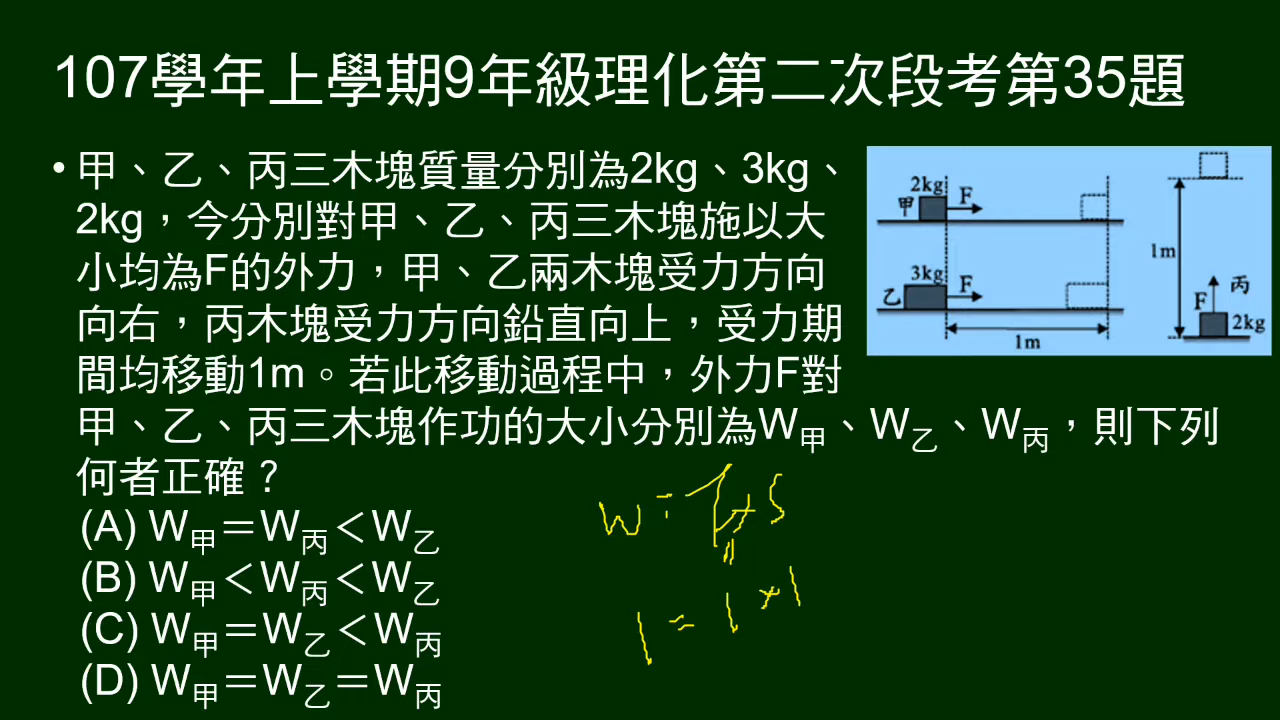 107學年上學期9年級理化第二次段考第35題
• 甲、乙、丙三木塊質量分別為2kg、3kg、
2kg，今分別對甲、乙、丙三木塊施以大
小均為F的外力，甲、乙兩木塊受力方向
向右，丙木塊受力方向鉛直向上，受力期
間均移動1m。若此移動過程中，外力F對
甲、乙、丙三木塊作功的大小分別為W甲、W乙、W丙，則下列
何者正確？
(A) W甲＝W丙＜W乙
(B) W甲＜W丙＜W乙
(C) W甲＝W乙＜W丙
(D) W甲＝W乙＝W丙
2kg
甲 F
3kg
乙 F
1m
1m
丙
F
2kg
1 = 1 × 1